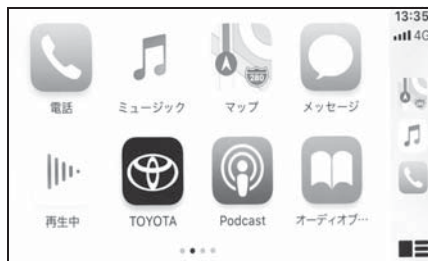 13:35
4G
280
電話
ミュージック
マップ
メッセージ
再生中
TOYOTA
Podcast
オーディオブ…